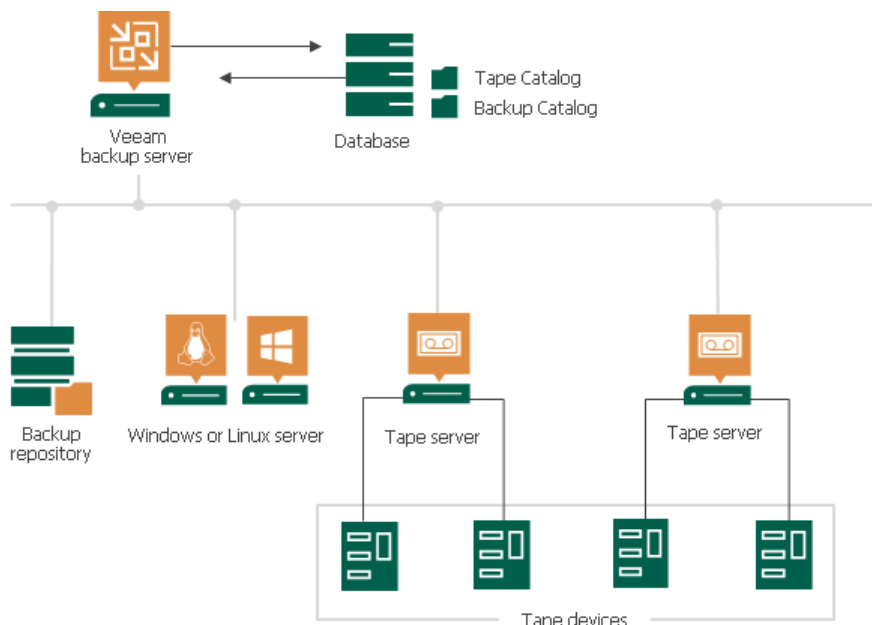 Tape Catalog
Backup Catalog
Veeam
backup server
Database
Backup
repository
Windows or Linux server
Tape server
Tape server
Tape devices